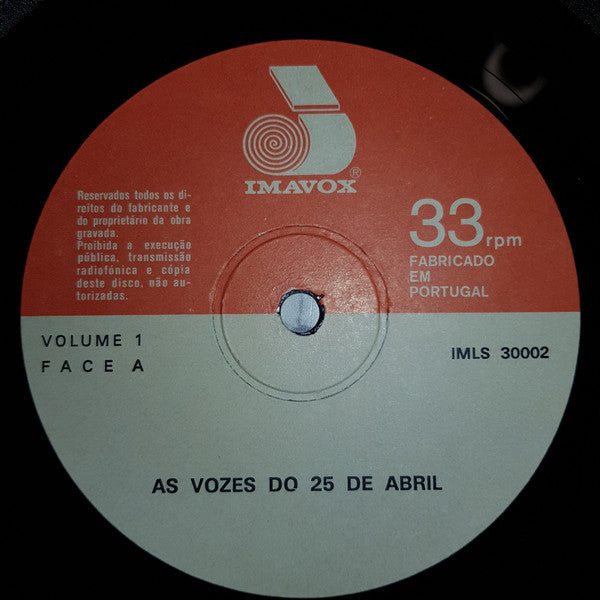 IMAVOX ®
Reservados todos os di-
reitos do fabricante e
do proprietário da obra
gravada.
Proibida a execução
pública, transmissão
radiofónica e cópia
deste disco, não au-
torizadas.
33 rpm
FABRICADO
EM
PORTUGAL
VOLUME 1
FACE A
IMLS 30002
AS VOZES DO 25 DE ABRIL